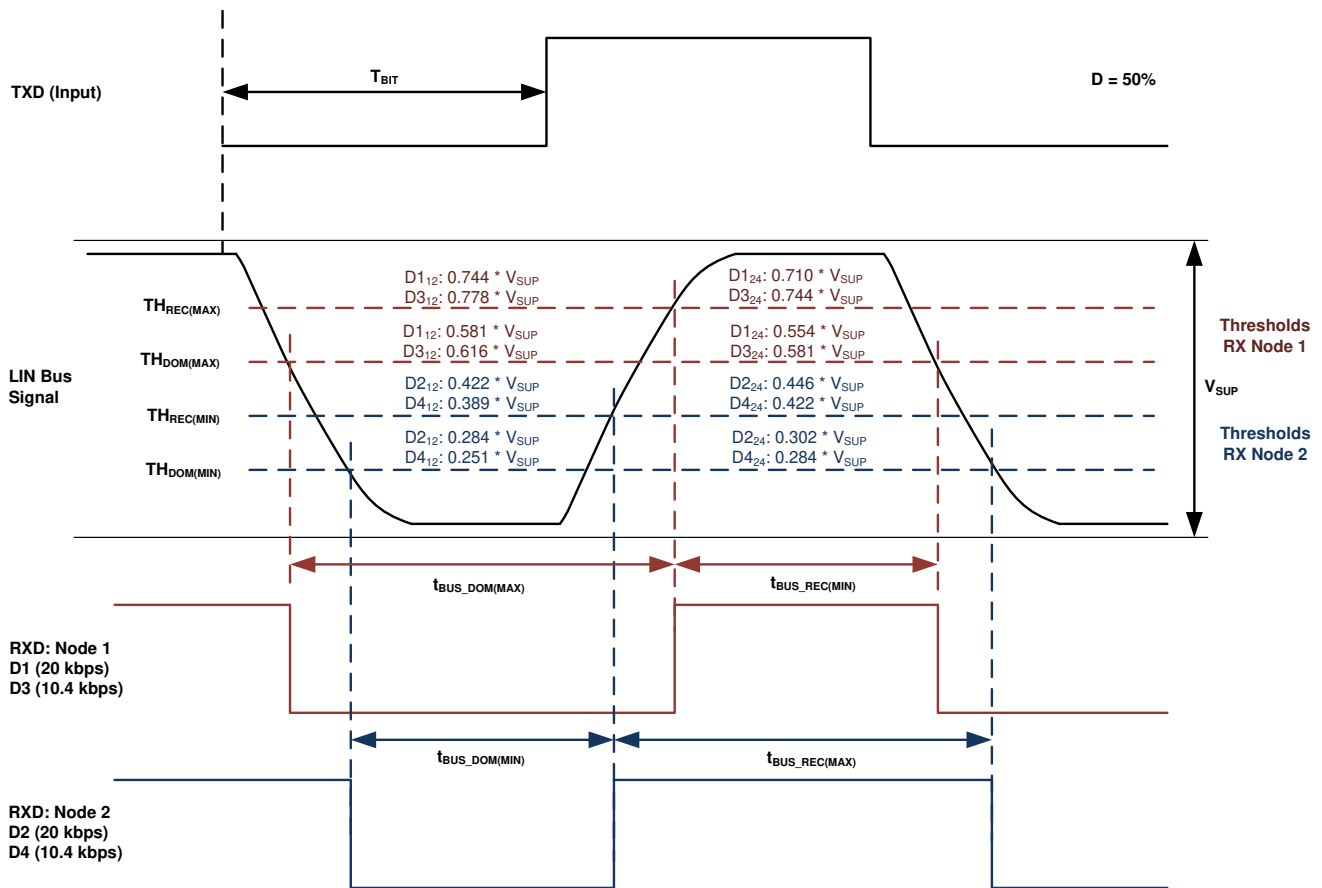 TXD (Input)
TBIT
D = 50%
LIN Bus
Signal
THREC(MAX)
THDOM(MAX)
THREC(MIN)
THDOM(MIN)
D112: 0.744 * VSUP
D312: 0.778 * VSUP
D112: 0.581 * VSUP
D312: 0.616 * VSUP
D212: 0.422 * VSUP
D412: 0.389 * VSUP
D212: 0.284 * VSUP
D412: 0.251 * VSUP
D124: 0.710 * VSUP
D324: 0.744 * VSUP
D124: 0.554 * VSUP
D324: 0.581 * VSUP
D224: 0.446 * VSUP
D424: 0.422 * VSUP
D224: 0.302 * VSUP
D424: 0.284 * VSUP
Thresholds
RX Node 1
VSUP
Thresholds
RX Node 2
tBUS_DOM(MAX)
tBUS_REC(MIN)
RXD: Node 1
D1 (20 kbps)
D3 (10.4 kbps)
tBUS_DOM(MIN)
tBUS_REC(MAX)
RXD: Node 2
D2 (20 kbps)
D4 (10.4 kbps)